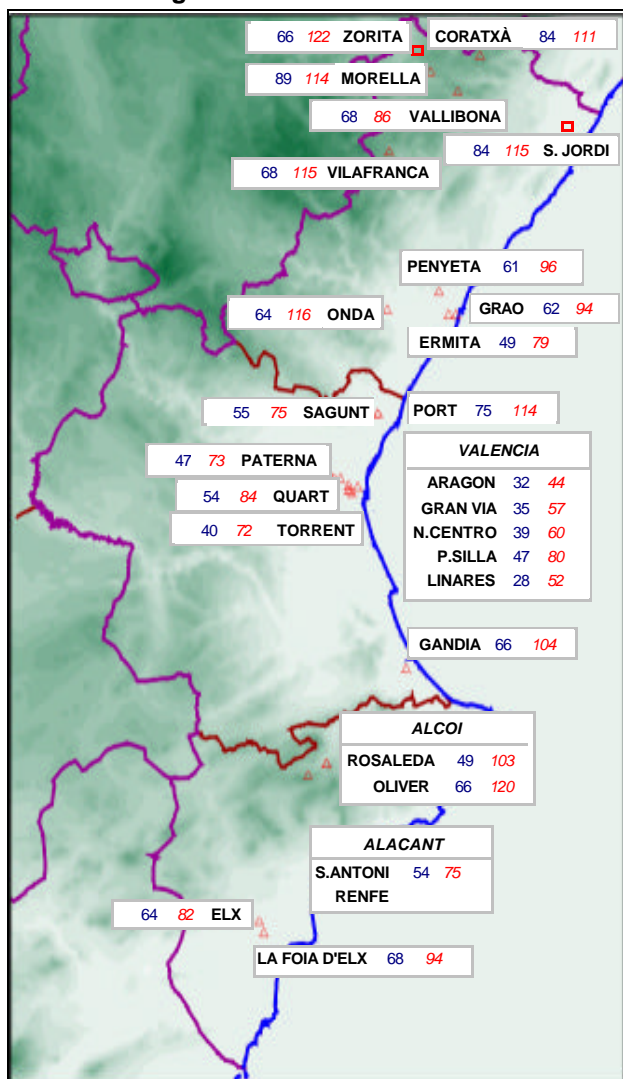 66 122 ZORITA
CORATXÀ 84 111
89 114 MORELLA
68 86 VALLIBONA
84 115 S. JORDI
68 115 VILAFRANCA
PENYETA 61 96
64 116 ONDA
GRAO 62 94
ERMITA 49 79
55 75 SAGUNT
PORT 75 114
47 73 PATERNA
54 84 QUART
40 72 TORRENT
VALENCIA
ARAGON 32 44
GRAN VIA 35 57
N.CENTRO 39 60
P.SILLA 47 80
LINARES 28 52
GANDIA 66 104
ALCOI
ROSALEDA 49 103
OLIVER 66 120
ALACANT
S.ANTONI 54 75
RENFE
64 82 ELX
LA FOIA D'ELX 68 94